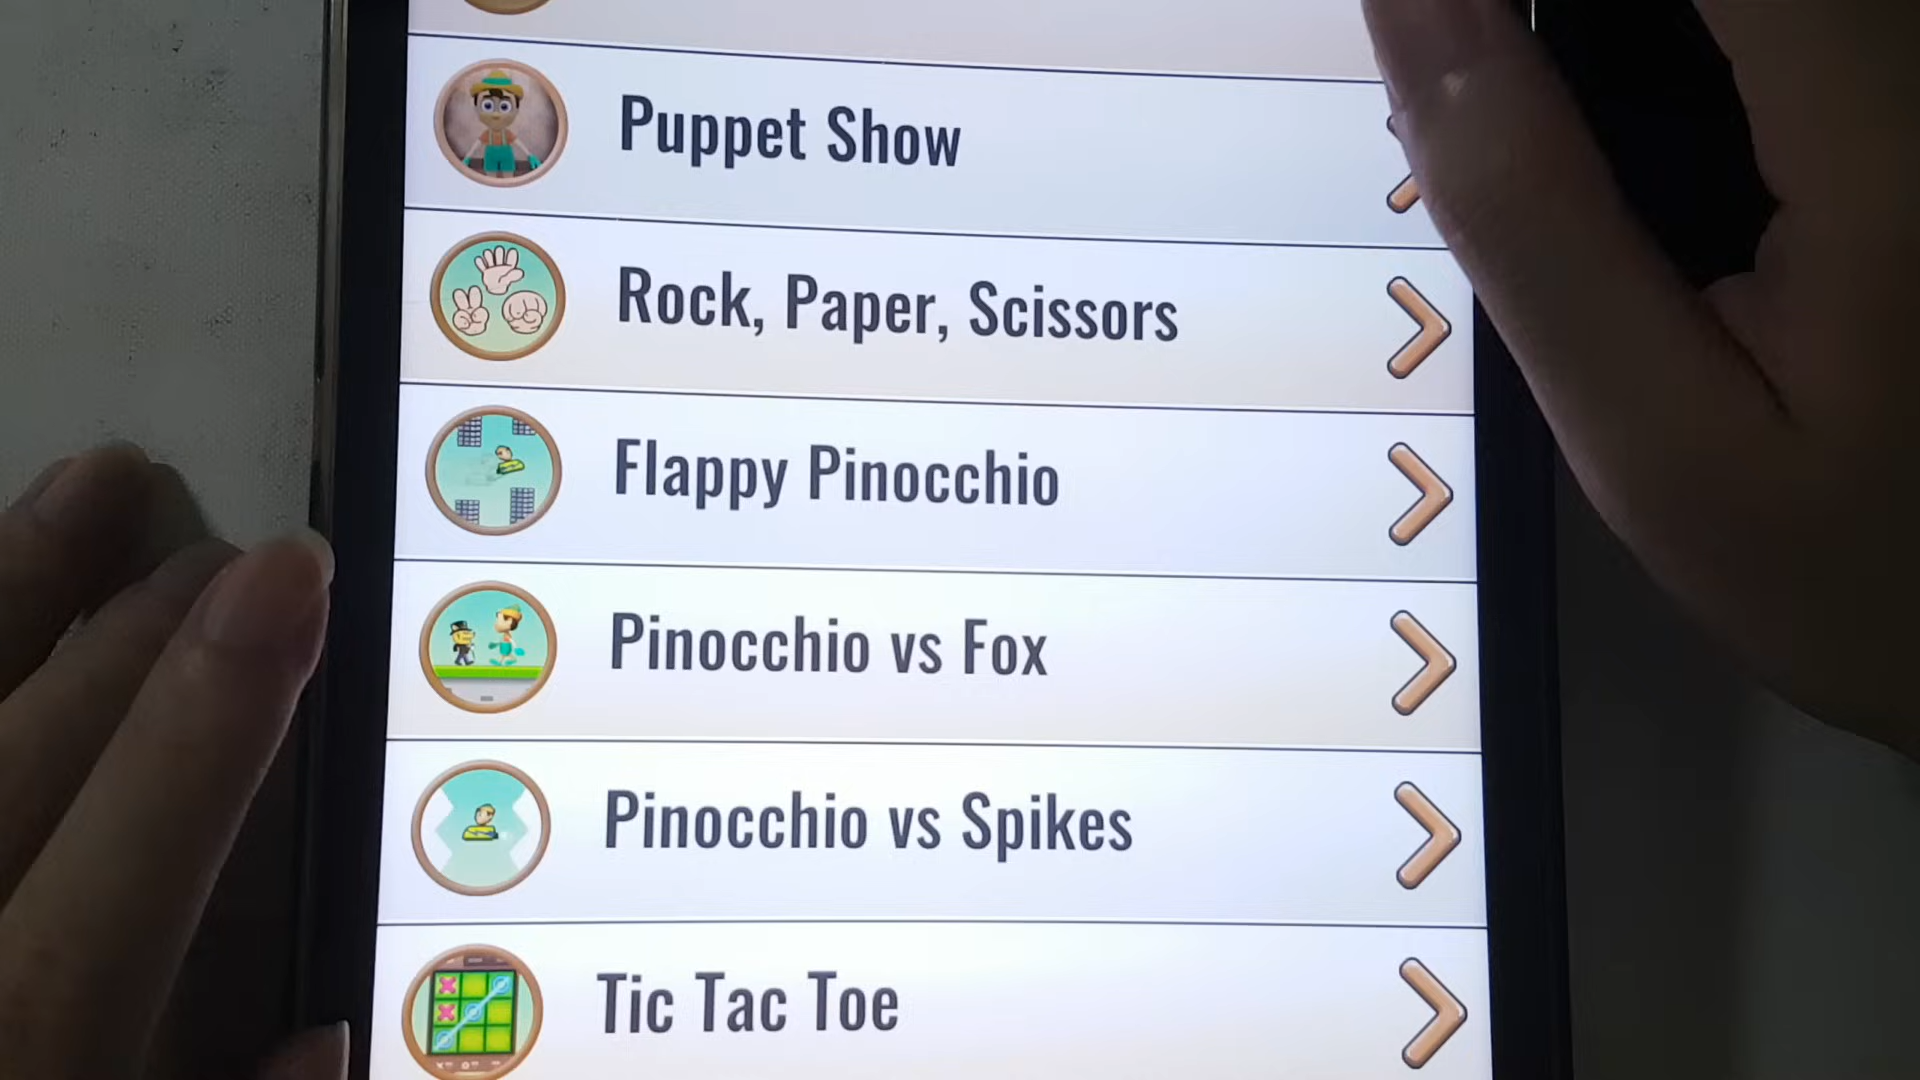 Puppet Show
Rock, Paper, Scissors
Flappy Pinocchio
Pinocchio vs Fox
Pinocchio vs Spikes
Tic Tac Toe